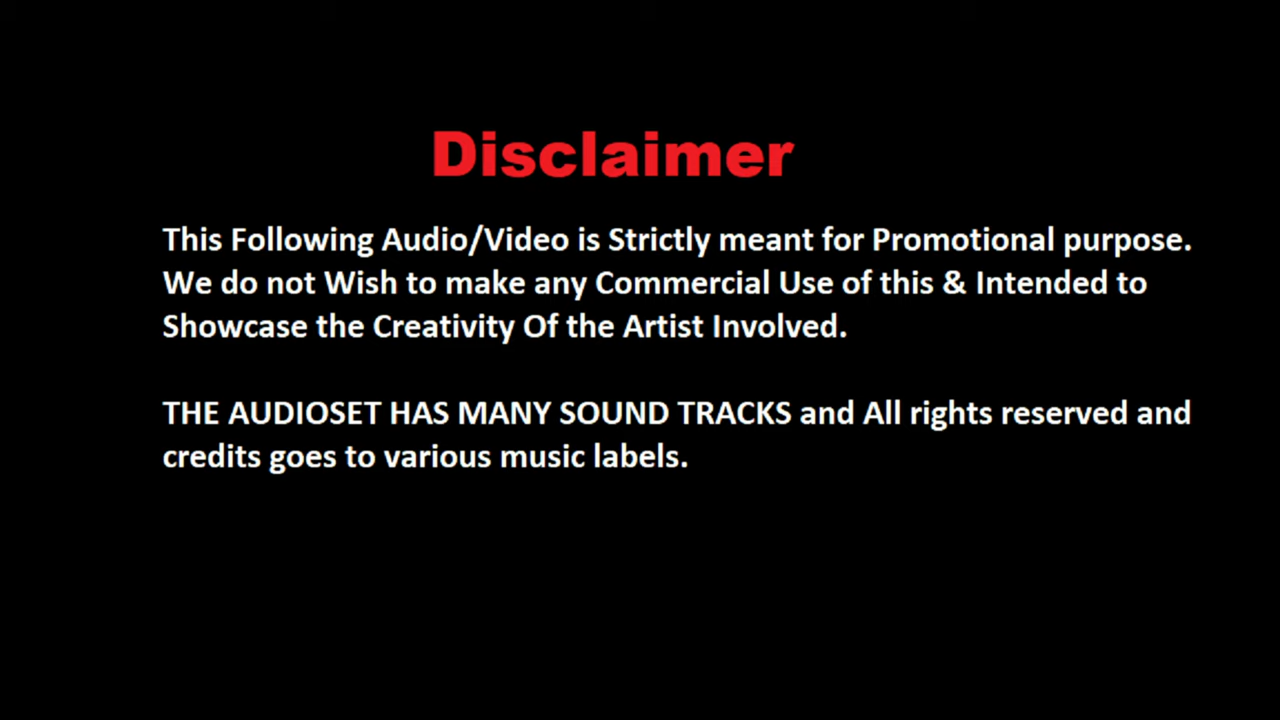 Disclaimer
This Following Audio/Video is Strictly meant for Promotional purpose.
We do not Wish to make any Commercial Use of this & Intended to
Showcase the Creativity Of the Artist Involved.
THE AUDIOSET HAS MANY SOUND TRACKS and All rights reserved and
credits goes to various music labels.